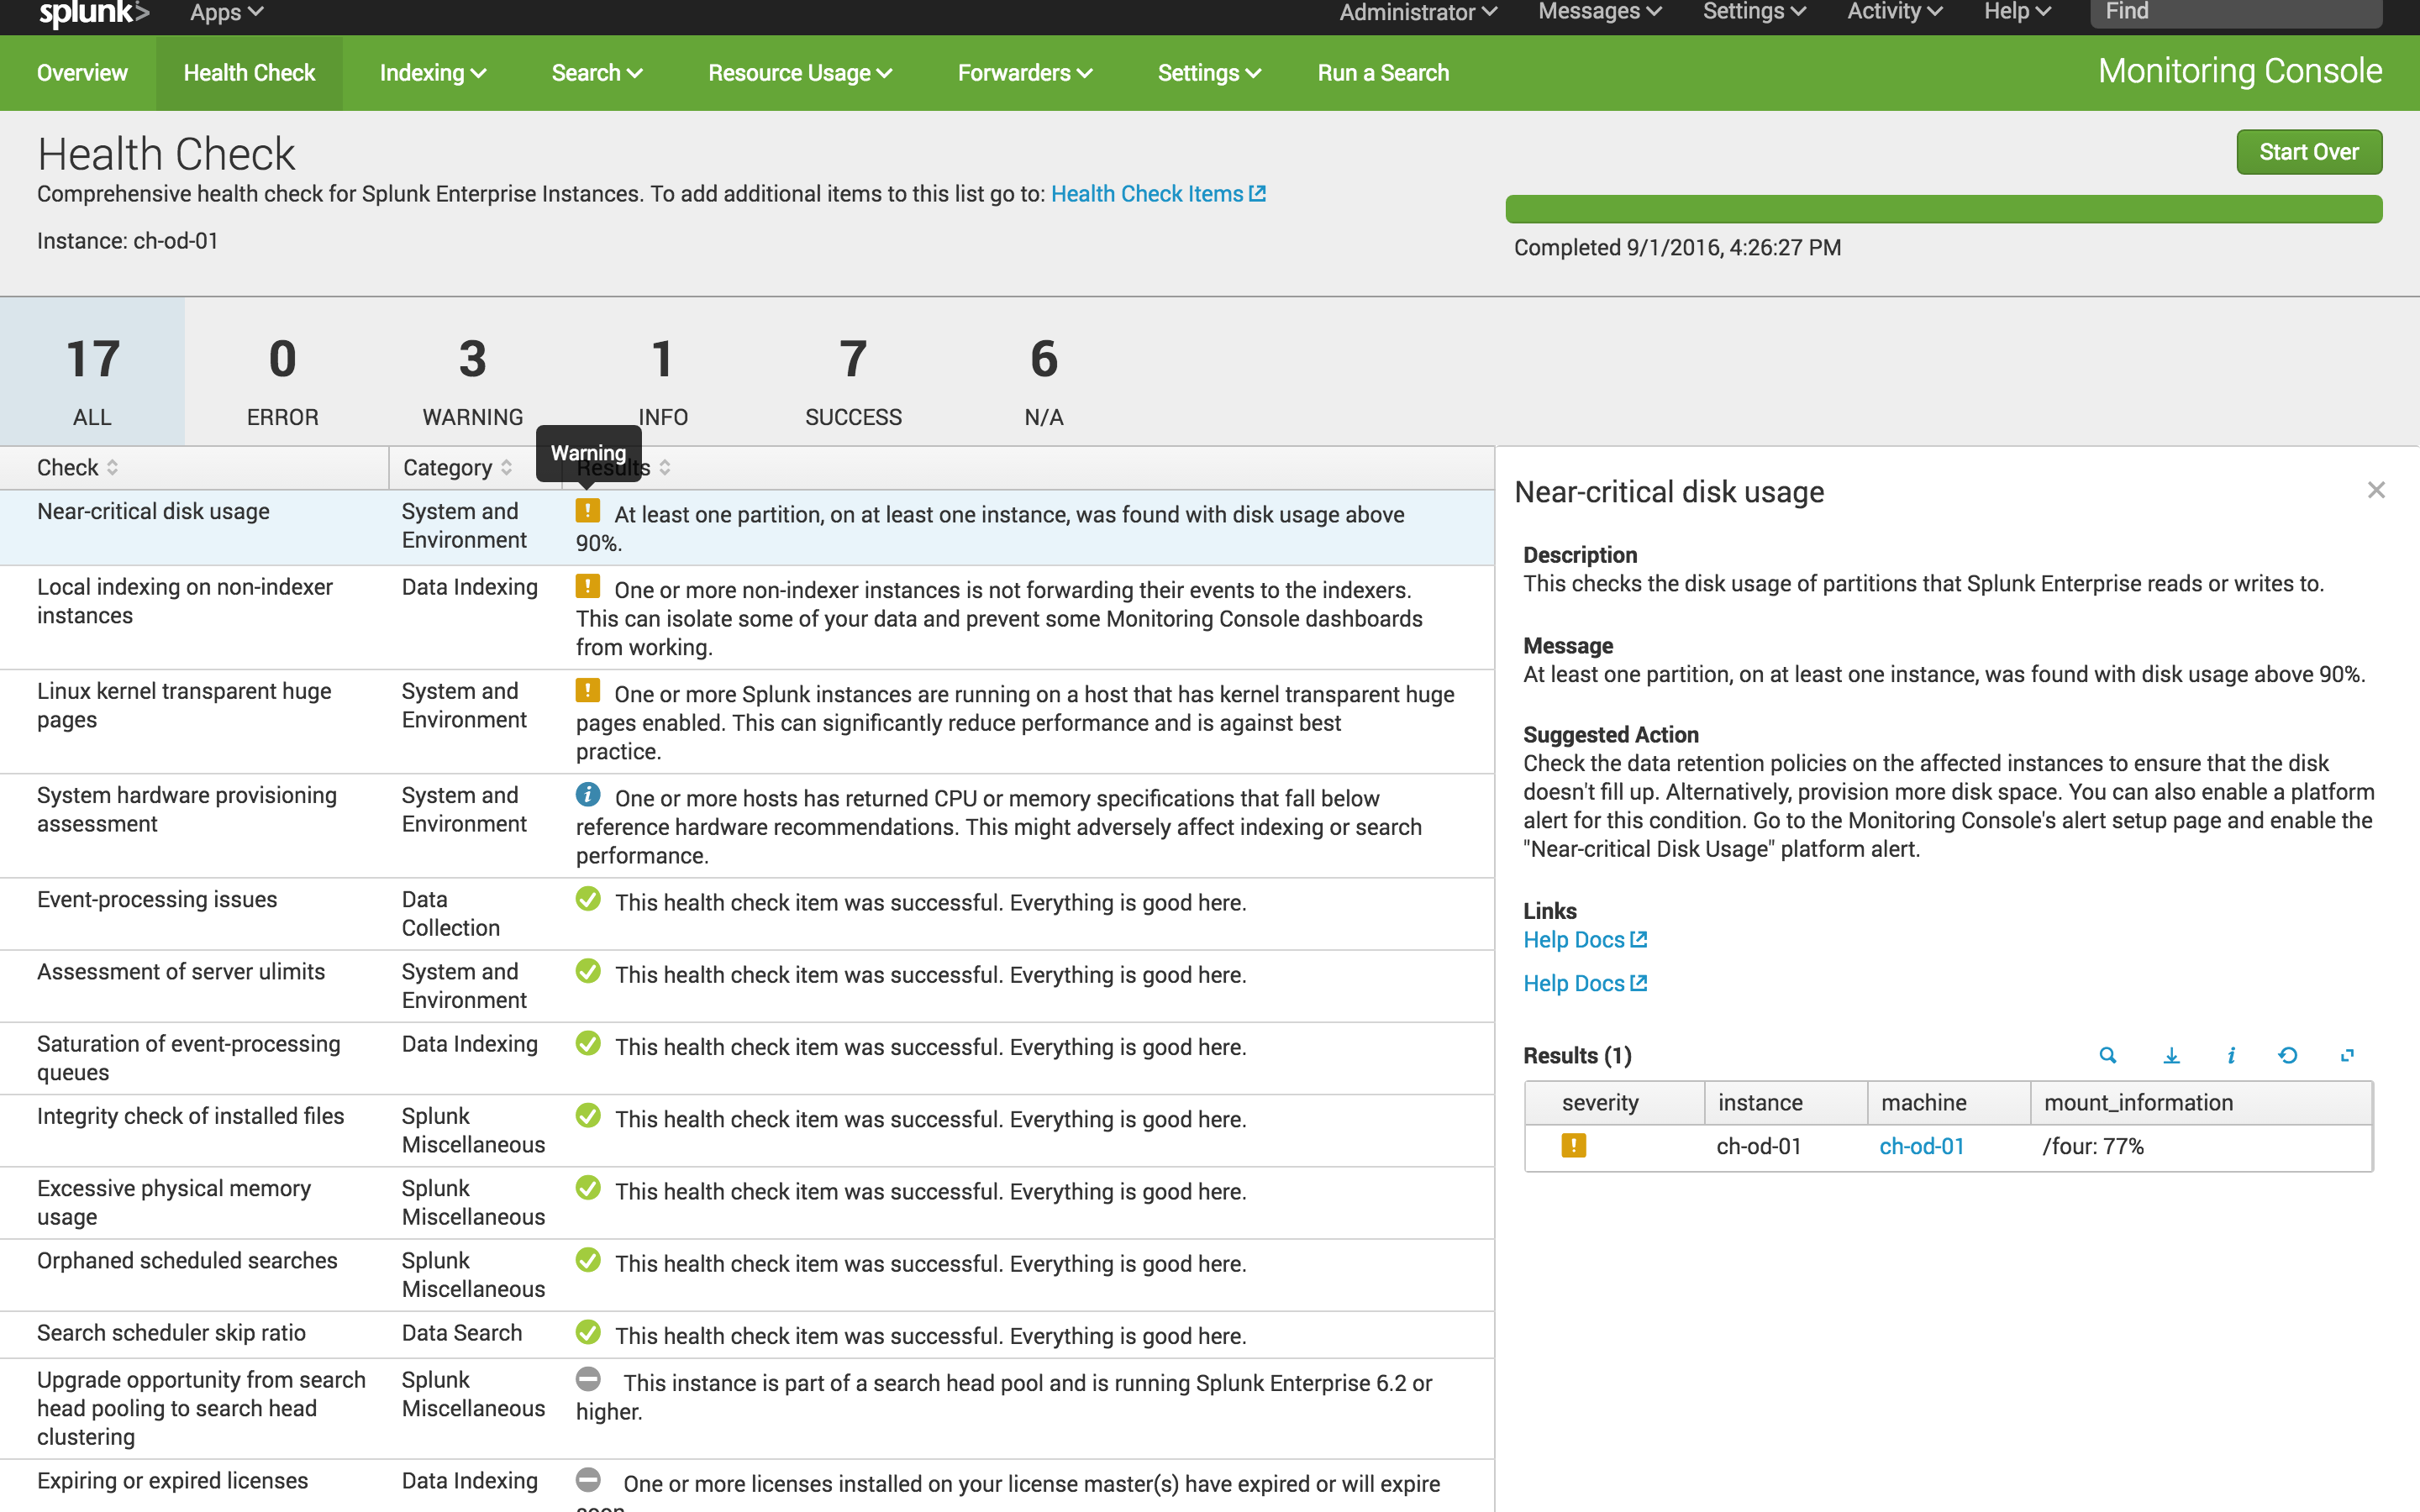 splunk> Apps Administrator Messages Settings Activity Help Find
Overview Health Check Indexing Search Resource Usage Forwarders Settings Run a Search Monitoring Console
Health Check
Start Over
Comprehensive health check for Splunk Enterprise Instances. To add additional items to this list go to: Health Check Items
Instance: ch-od-01
Completed 9/1/2016, 4:26:27 PM
17 0 3 1 7 6
ALL ERROR WARNING INFO SUCCESS N/A
Warning
Check Category Results
Near-critical disk usage
System and
Environment
! At least one partition, on at least one instance, was found with disk usage above
90%.
Local indexing on non-indexer
instances
Data Indexing
! One or more non-indexer instances is not forwarding their events to the indexers.
This can isolate some of your data and prevent some Monitoring Console dashboards
from working.
Linux kernel transparent huge
pages
System and
Environment
! One or more Splunk instances are running on a host that has kernel transparent huge
pages enabled. This can significantly reduce performance and is against best
practice.
System hardware provisioning
assessment
System and
Environment
i One or more hosts has returned CPU or memory specifications that fall below
reference hardware recommendations. This might adversely affect indexing or search
performance.
Event-processing issues
Data
Collection
This health check item was successful. Everything is good here.
Assessment of server ulimits
System and
Environment
This health check item was successful. Everything is good here.
Saturation of event-processing
queues
Data Indexing
This health check item was successful. Everything is good here.
Integrity check of installed files
Splunk
Miscellaneous
This health check item was successful. Everything is good here.
Excessive physical memory
usage
Splunk
Miscellaneous
This health check item was successful. Everything is good here.
Orphaned scheduled searches
Splunk
Miscellaneous
This health check item was successful. Everything is good here.
Search scheduler skip ratio
Data Search
This health check item was successful. Everything is good here.
Upgrade opportunity from search
head pooling to search head
clustering
Splunk
Miscellaneous
This instance is part of a search head pool and is running Splunk Enterprise 6.2 or
higher.
Expiring or expired licenses
Data Indexing
One or more licenses installed on your license master(s) have expired or will expire
soon
Near-critical disk usage
Description
This checks the disk usage of partitions that Splunk Enterprise reads or writes to.
Message
At least one partition, on at least one instance, was found with disk usage above 90%.
Suggested Action
Check the data retention policies on the affected instances to ensure that the disk
doesn't fill up. Alternatively, provision more disk space. You can also enable a platform
alert for this condition. Go to the Monitoring Console's alert setup page and enable the
"Near-critical Disk Usage" platform alert.
Links
Help Docs
Help Docs
Results (1)
severity instance machine mount_information
! ch-od-01 ch-od-01 /four: 77%